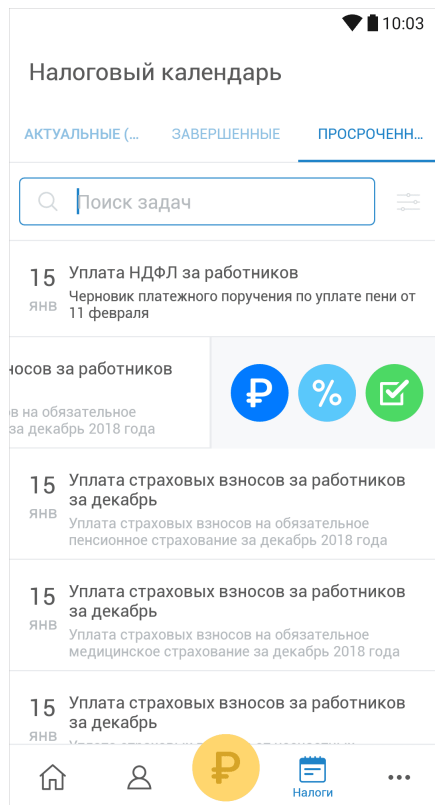 10:03
Налоговый календарь
АКТУАЛЬНЫЕ (...
ЗАВЕРШЕННЫЕ
ПРОСРОЧЕНН...
Поиск задач
15
янв
Уплата НДФЛ за работников
Черновик платежного поручения по уплате пени от
11 февраля
носов за работников
в на обязательное
за декабрь 2018 года
₽
%
15
янв
Уплата страховых взносов за работников
за декабрь
Уплата страховых взносов на обязательное
пенсионное страхование за декабрь 2018 года
15
янв
Уплата страховых взносов за работников
за декабрь
Уплата страховых взносов на обязательное
медицинское страхование за декабрь 2018 года
15
янв
Уплата страховых взносов за работников
за декабрь
₽
Налоги